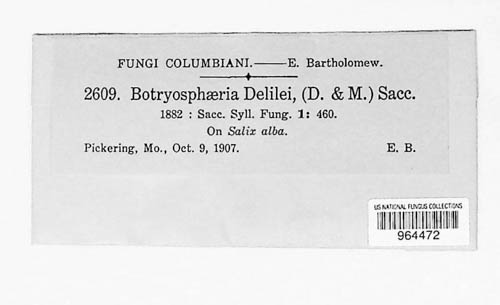 FUNGI COLUMBIANI.——E. Bartholomew.
2609. Botryosphæria Delilei, (D. & M.) Sacc.
1882 : Sacc. Syll. Fung. 1: 460.
On Salix alba.
Pickering, Mo., Oct. 9, 1907. E. B.
US NATIONAL FUNGUS COLLECTIONS
964472